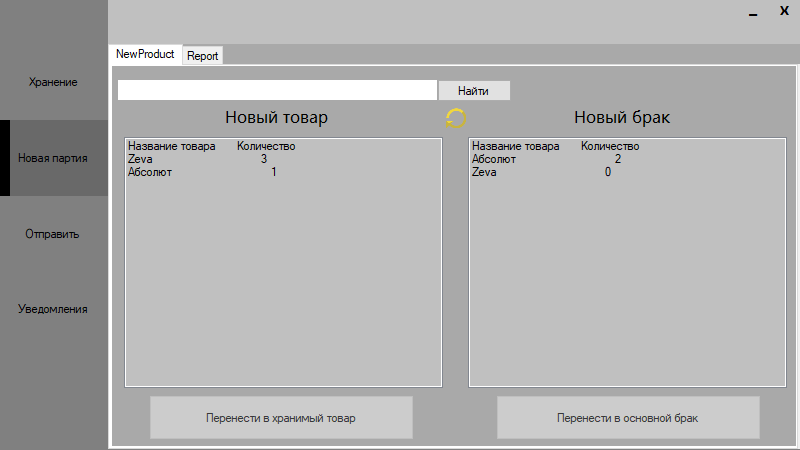 _ X
NewProduct Report
Хранение
Найти
Новый товар Новый брак
Название товара Количество
Zeva 3
Абсолют 1
Название товара Количество
Абсолют 2
Zeva 0
Новая партия
Отправить
Уведомления
Перенести в хранимый товар
Перенести в основной брак